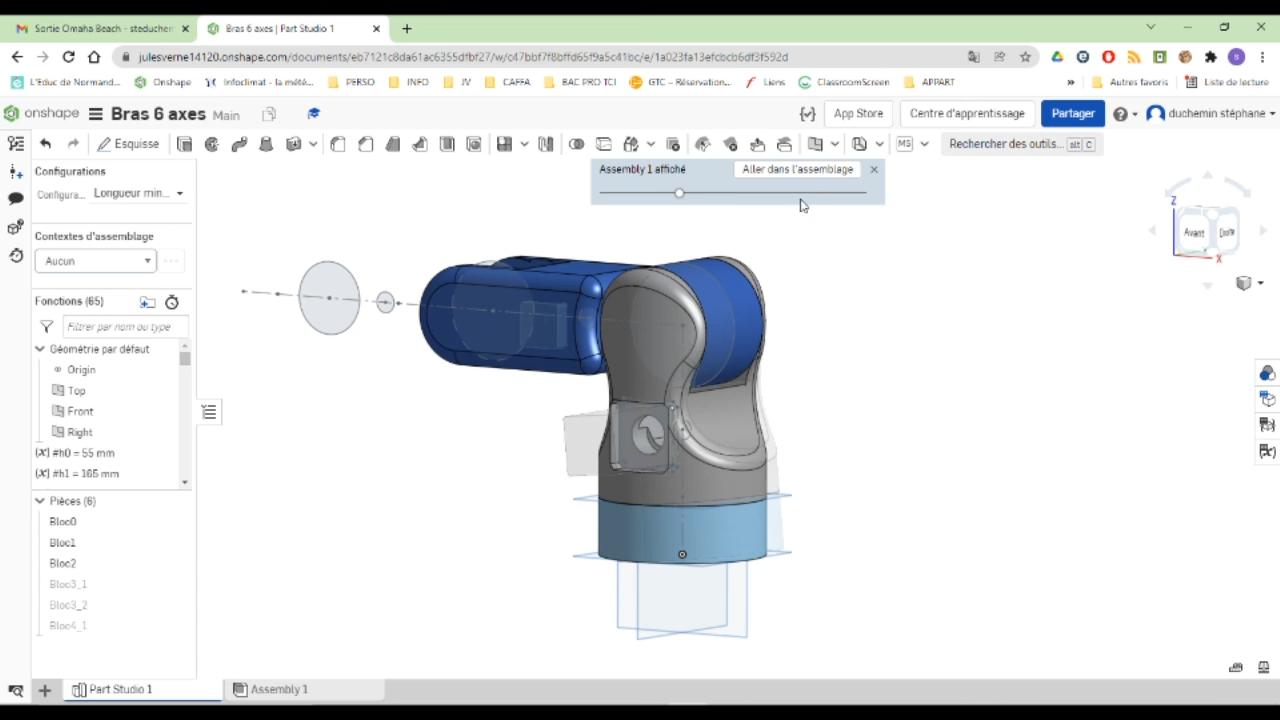 Sortie Omaha Beach - steduchen
Bras 6 axes | Part Studio 1
julesverne14120.onshape.com/documents/eb7121c8da61ac6355dfbf27/w/c47bbf7f8bffd65f9a5c41bc/e/1a023fa13efcbcb6df3f592d
L'Educ de Normand...
Onshape
Infoclimat - la mété...
PERSO
INFO
JV
CAFFA
BAC PRO TCI
GTC – Réservation...
Liens
ClassroomScreen
APPART
»
Autres favoris
Liste de lecture
onshape
Bras 6 axes Main
App Store
Centre d'apprentissage
Partager
duchemin stéphane
Esquisse
MS
Rechercher des outils... alt C
Configurations
Configura... Longueur min...
Contextes d'assemblage
Aucun
Fonctions (65)
Filtrer par nom ou type
Géométrie par défaut
Origin
Top
Front
Right
(x) #h0 = 55 mm
(x) #h1 = 165 mm
Pièces (6)
Bloc0
Bloc1
Bloc2
Bloc3_1
Bloc3_2
Bloc4_1
Assembly 1 affiché
Aller dans l'assemblage
Z
Avant
Droite
X
Part Studio 1
Assembly 1